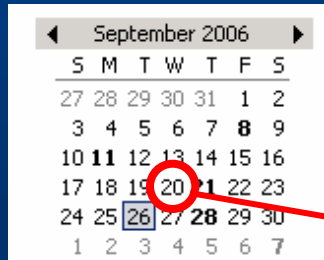 September 2006
S M T W T F S
27 28 29 30 31 1 2
3 4 5 6 7 8 9
10 11 12 13 14 15 16
17 18 19 20 21 22 23
24 25 26 27 28 29 30
1 2 3 4 5 6 7